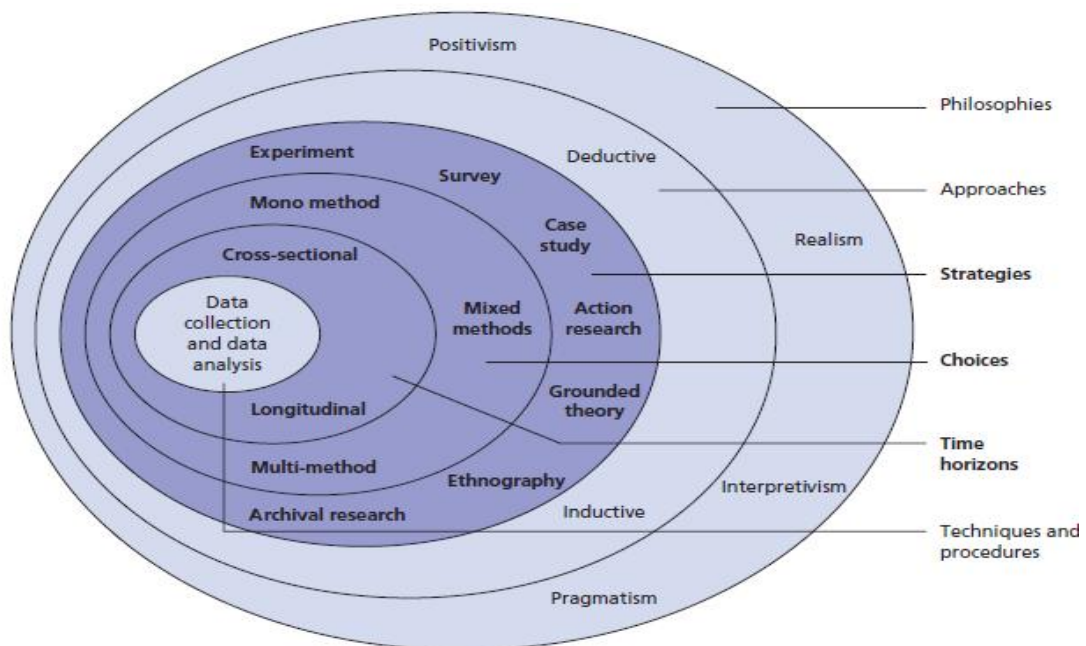 Positivism
Philosophies
Experiment
Deductive
Survey
Approaches
Mono method
Case
study
Realism
Cross-sectional
Strategies
Data
collection
and data
analysis
Mixed
methods
Action
research
Choices
Grounded
theory
Longitudinal
Time
horizons
Multi-method
Ethnography
Interpretivism
Archival research
Inductive
Techniques and
procedures
Pragmatism